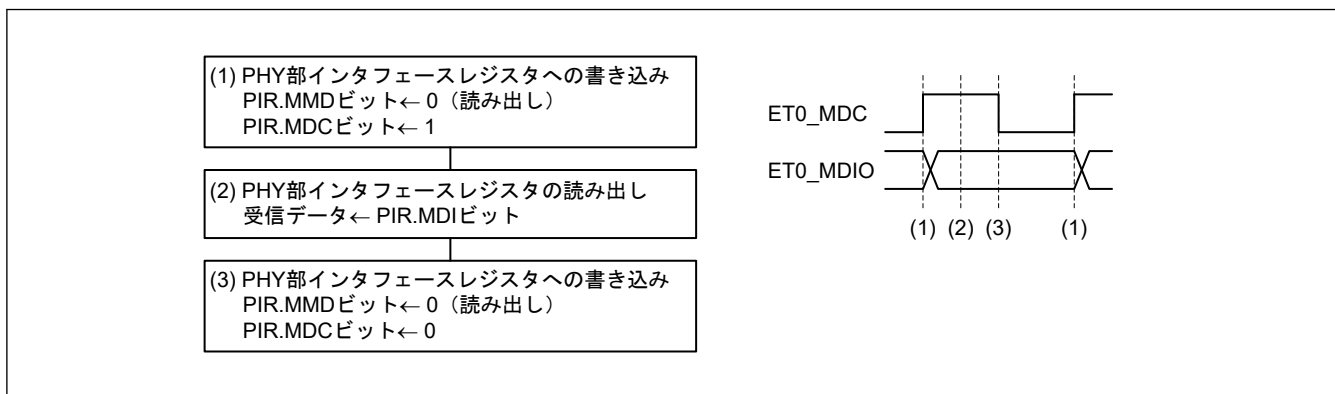 (1) PHY部インタフェースレジスタへの書き込み
PIR.MMDビット← 0（読み出し）
PIR.MDCビット← 1
(2) PHY部インタフェースレジスタの読み出し
受信データ← PIR.MDIビット
(3) PHY部インタフェースレジスタへの書き込み
PIR.MMDビット← 0（読み出し）
PIR.MDCビット← 0
ET0_MDC
ET0_MDIO
(1) (2) (3) (1)